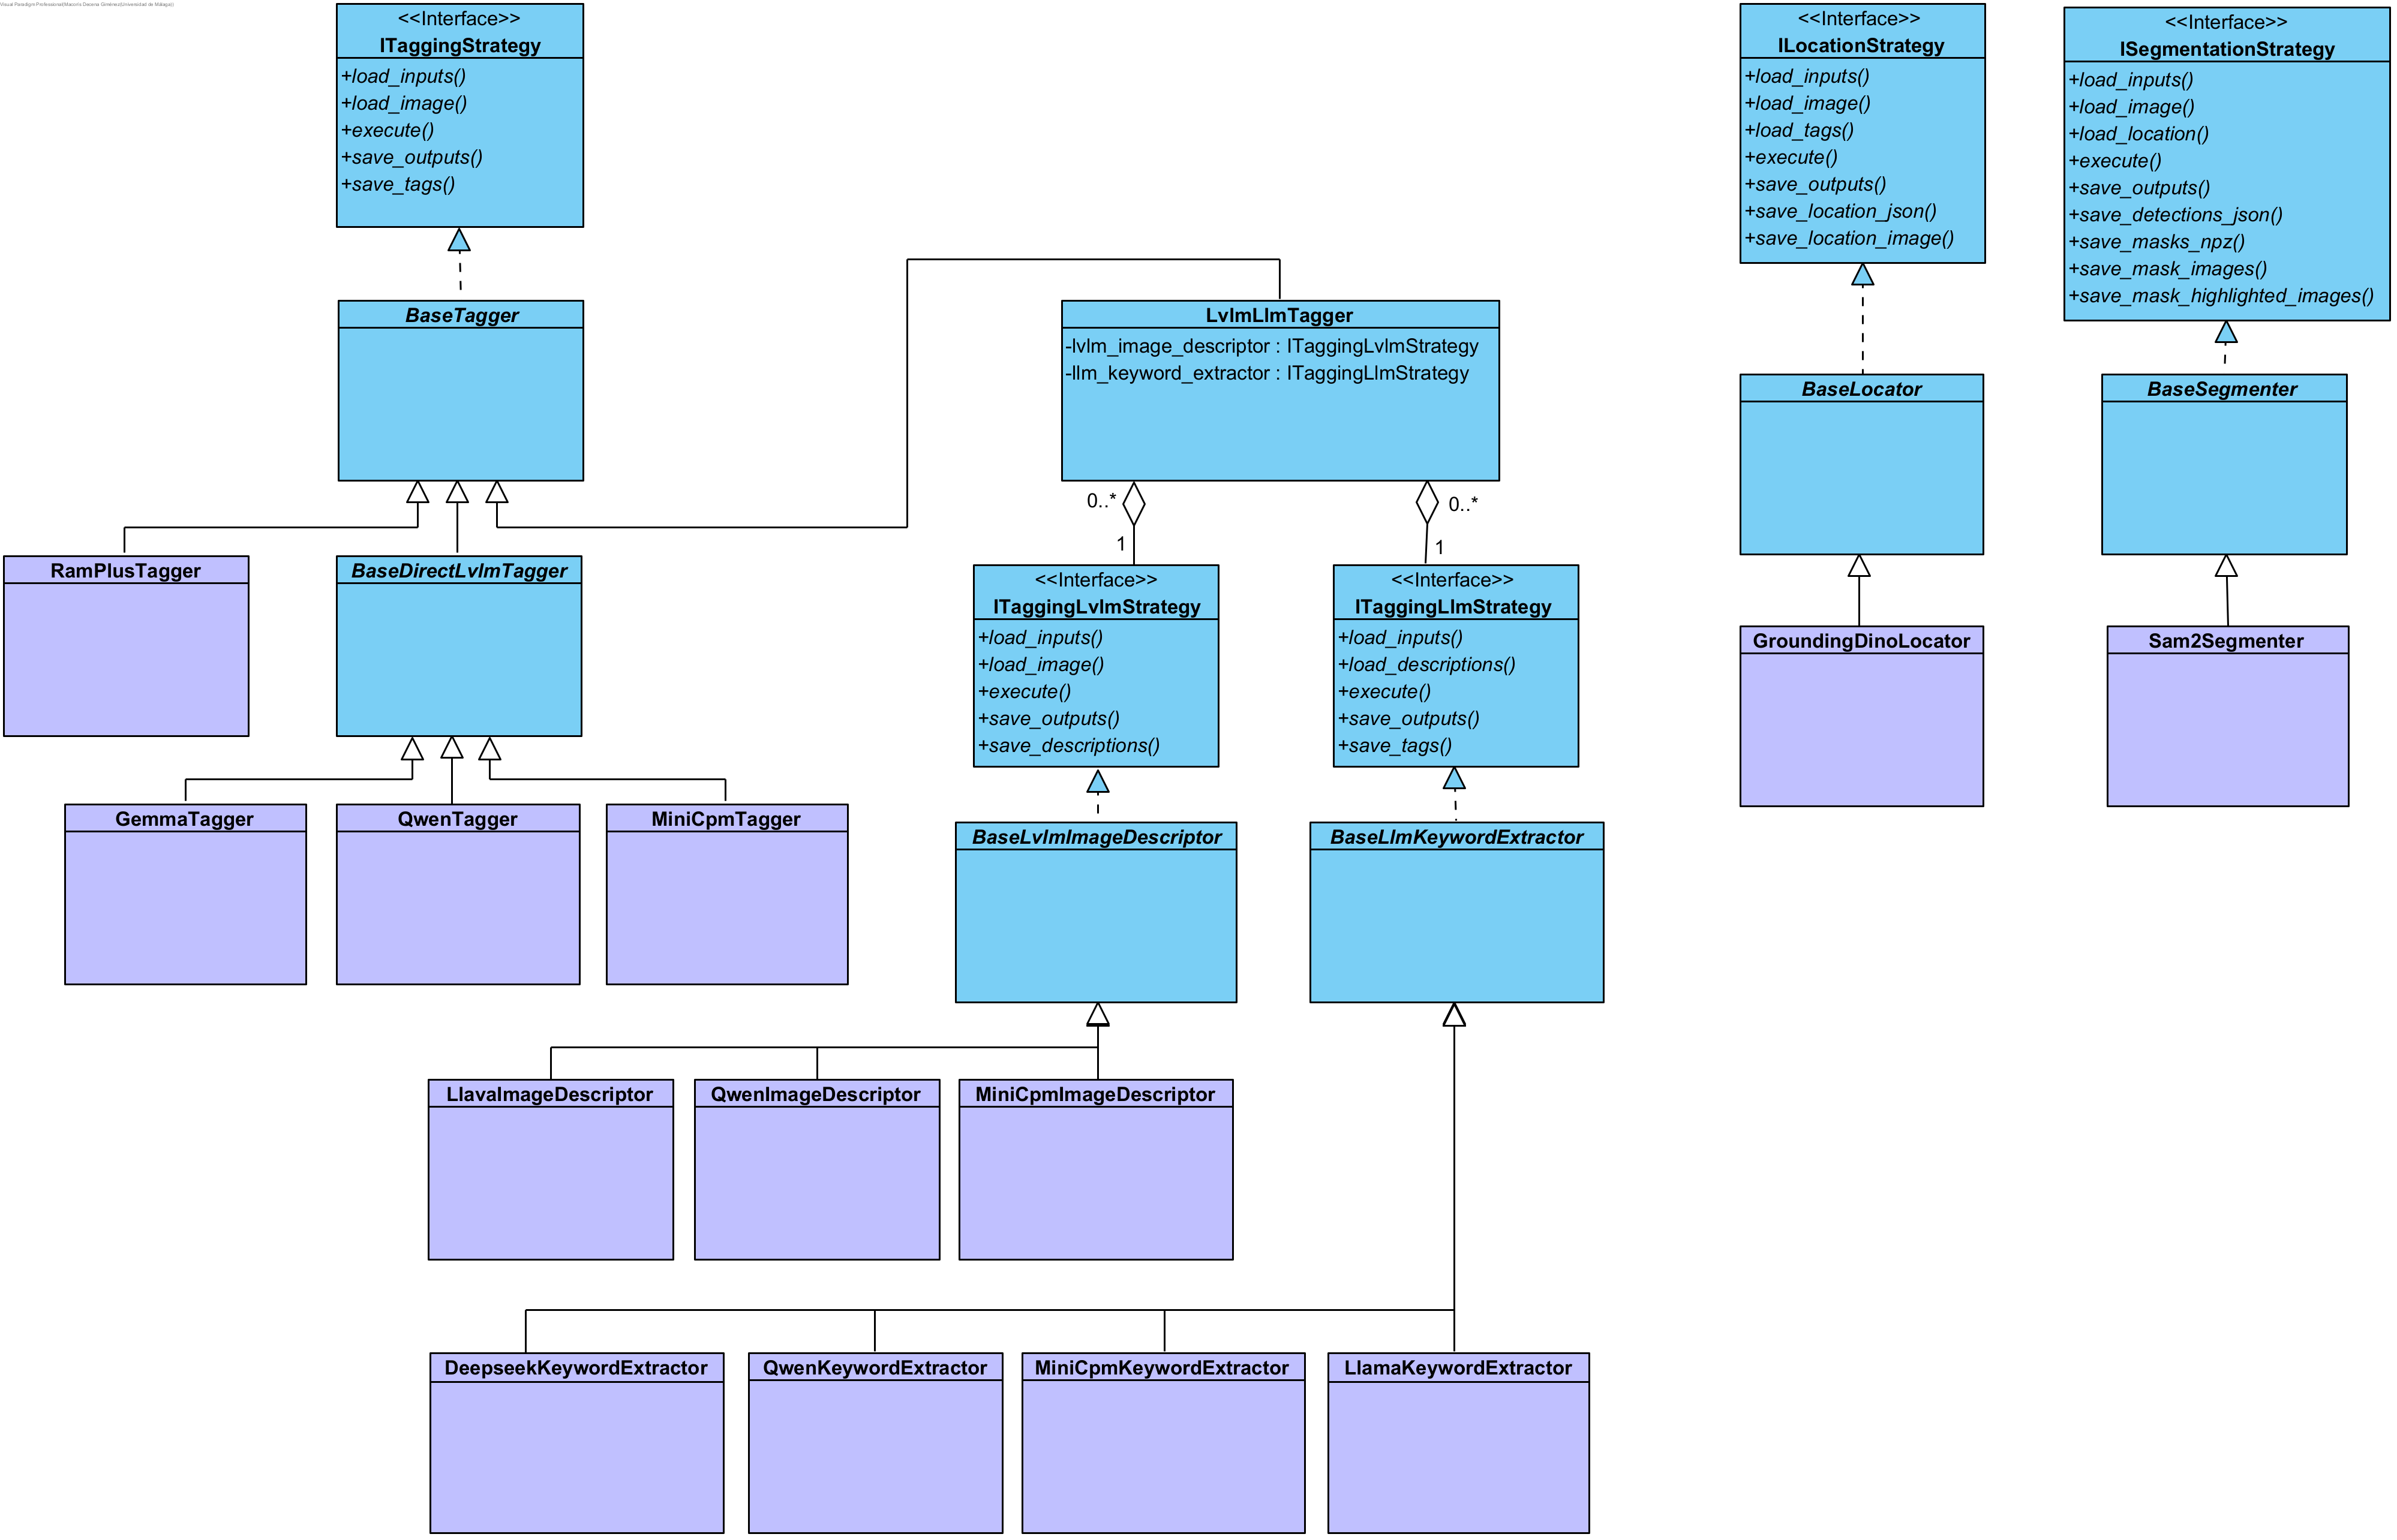 Visual Paradigm Professional(Marcris Dacena Giménez(Universidad de Málaga))
<<Interface>>
ITaggingStrategy
+load_inputs()
+load_image()
+execute()
+save_outputs()
+save_tags()
<<Interface>>
ILocationStrategy
+load_inputs()
+load_image()
+load_tags()
+execute()
+save_outputs()
+save_location_json()
+save_location_image()
<<Interface>>
ISegmentationStrategy
+load_inputs()
+load_image()
+load_location()
+execute()
+save_outputs()
+save_detections_json()
+save_masks_npz()
+save_mask_images()
+save_mask_highlighted_images()
BaseTagger
LvlmLlmTagger
-lvlm_image_descriptor : ITaggingLvlmStrategy
-llm_keyword_extractor : ITaggingLlmStrategy
BaseLocator
BaseSegmenter
0..*
0..*
1
1
RamPlusTagger
BaseDirectLvlmTagger
<<Interface>>
ITaggingLvlmStrategy
+load_inputs()
+load_image()
+execute()
+save_outputs()
+save_descriptions()
<<Interface>>
ITaggingLlmStrategy
+load_inputs()
+load_descriptions()
+execute()
+save_outputs()
+save_tags()
GroundingDinoLocator
Sam2Segmenter
GemmaTagger
QwenTagger
MiniCpmTagger
BaseLvlmImageDescriptor
BaseLlmKeywordExtractor
LlavaImageDescriptor
QwenImageDescriptor
MiniCpmImageDescriptor
DeepseekKeywordExtractor
QwenKeywordExtractor
MiniCpmKeywordExtractor
LlamaKeywordExtractor